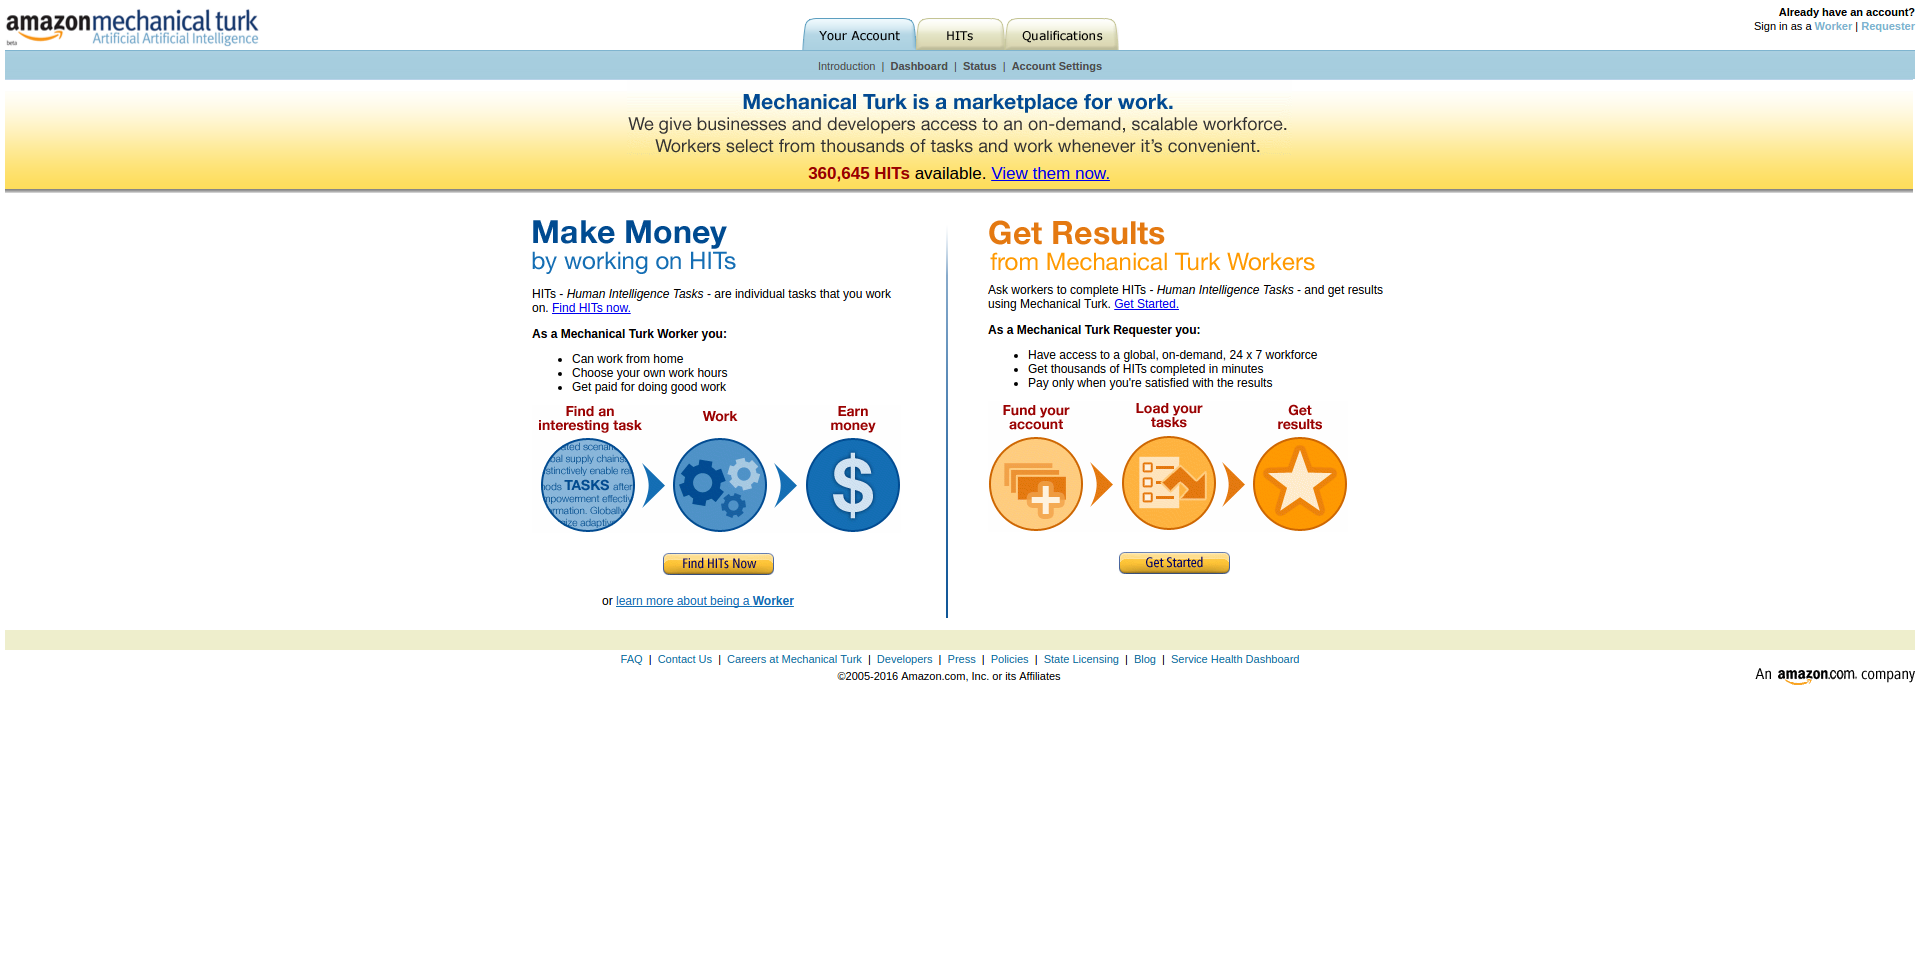 amazonmechanical turk
beta
Artificial Artificial Intelligence
Your Account
HITs
Qualifications
Already have an account?
Sign in as a Worker | Requester
Introduction | Dashboard | Status | Account Settings
Mechanical Turk is a marketplace for work.
We give businesses and developers access to an on-demand, scalable workforce.
Workers select from thousands of tasks and work whenever it's convenient.
360,645 HITs available. View them now.
Make Money
by working on HITs
HITs - Human Intelligence Tasks - are individual tasks that you work
on. Find HITs now.
As a Mechanical Turk Worker you:
• Can work from home
• Choose your own work hours
• Get paid for doing good work
Find an
interesting task
Work
Earn
money
supply chains
enable
TASKS after
Globally
$
Find HITs Now
or learn more about being a Worker
Get Results
from Mechanical Turk Workers
Ask workers to complete HITs - Human Intelligence Tasks - and get results
using Mechanical Turk. Get Started.
As a Mechanical Turk Requester you:
• Have access to a global, on-demand, 24 x 7 workforce
• Get thousands of HITs completed in minutes
• Pay only when you're satisfied with the results
Fund your
account
Load your
tasks
Get
results
Get Started
FAQ | Contact Us | Careers at Mechanical Turk | Developers | Press | Policies | State Licensing | Blog | Service Health Dashboard
©2005-2016 Amazon.com, Inc. or its Affiliates
An amazon.com. company